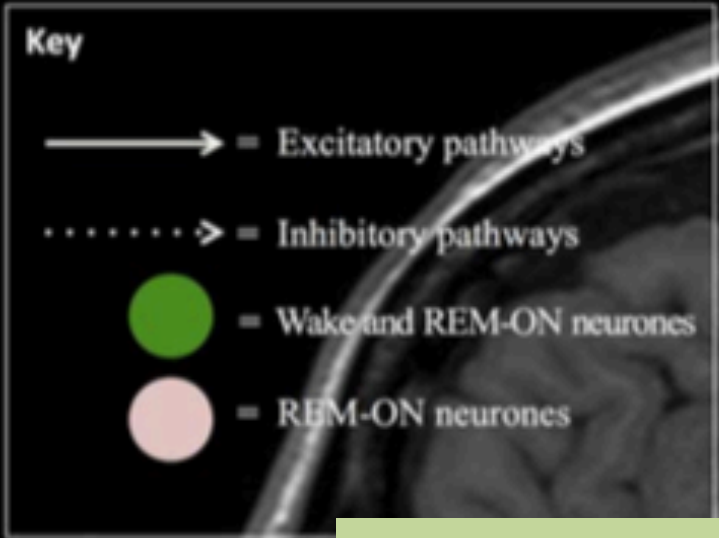 Key
= Excitatory pathways
= Inhibitory pathways
= Wake and REM-ON neurones
= REM-ON neurones